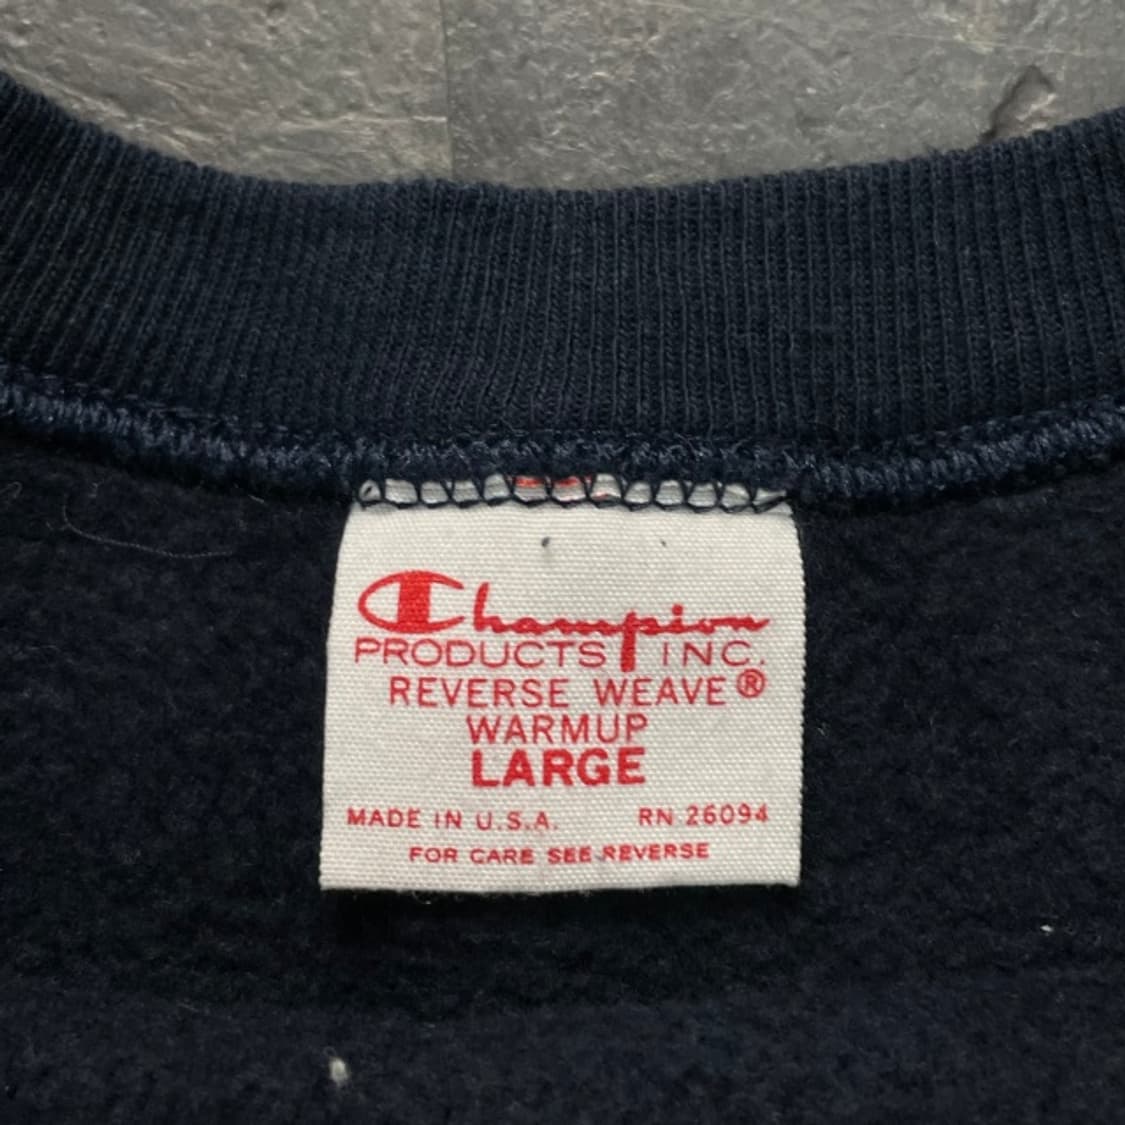 Champion
PRODUCTS INC.
REVERSE WEAVE®
WARMUP
LARGE
MADE IN U.S.A. RN 26094
FOR CARE SEE REVERSE